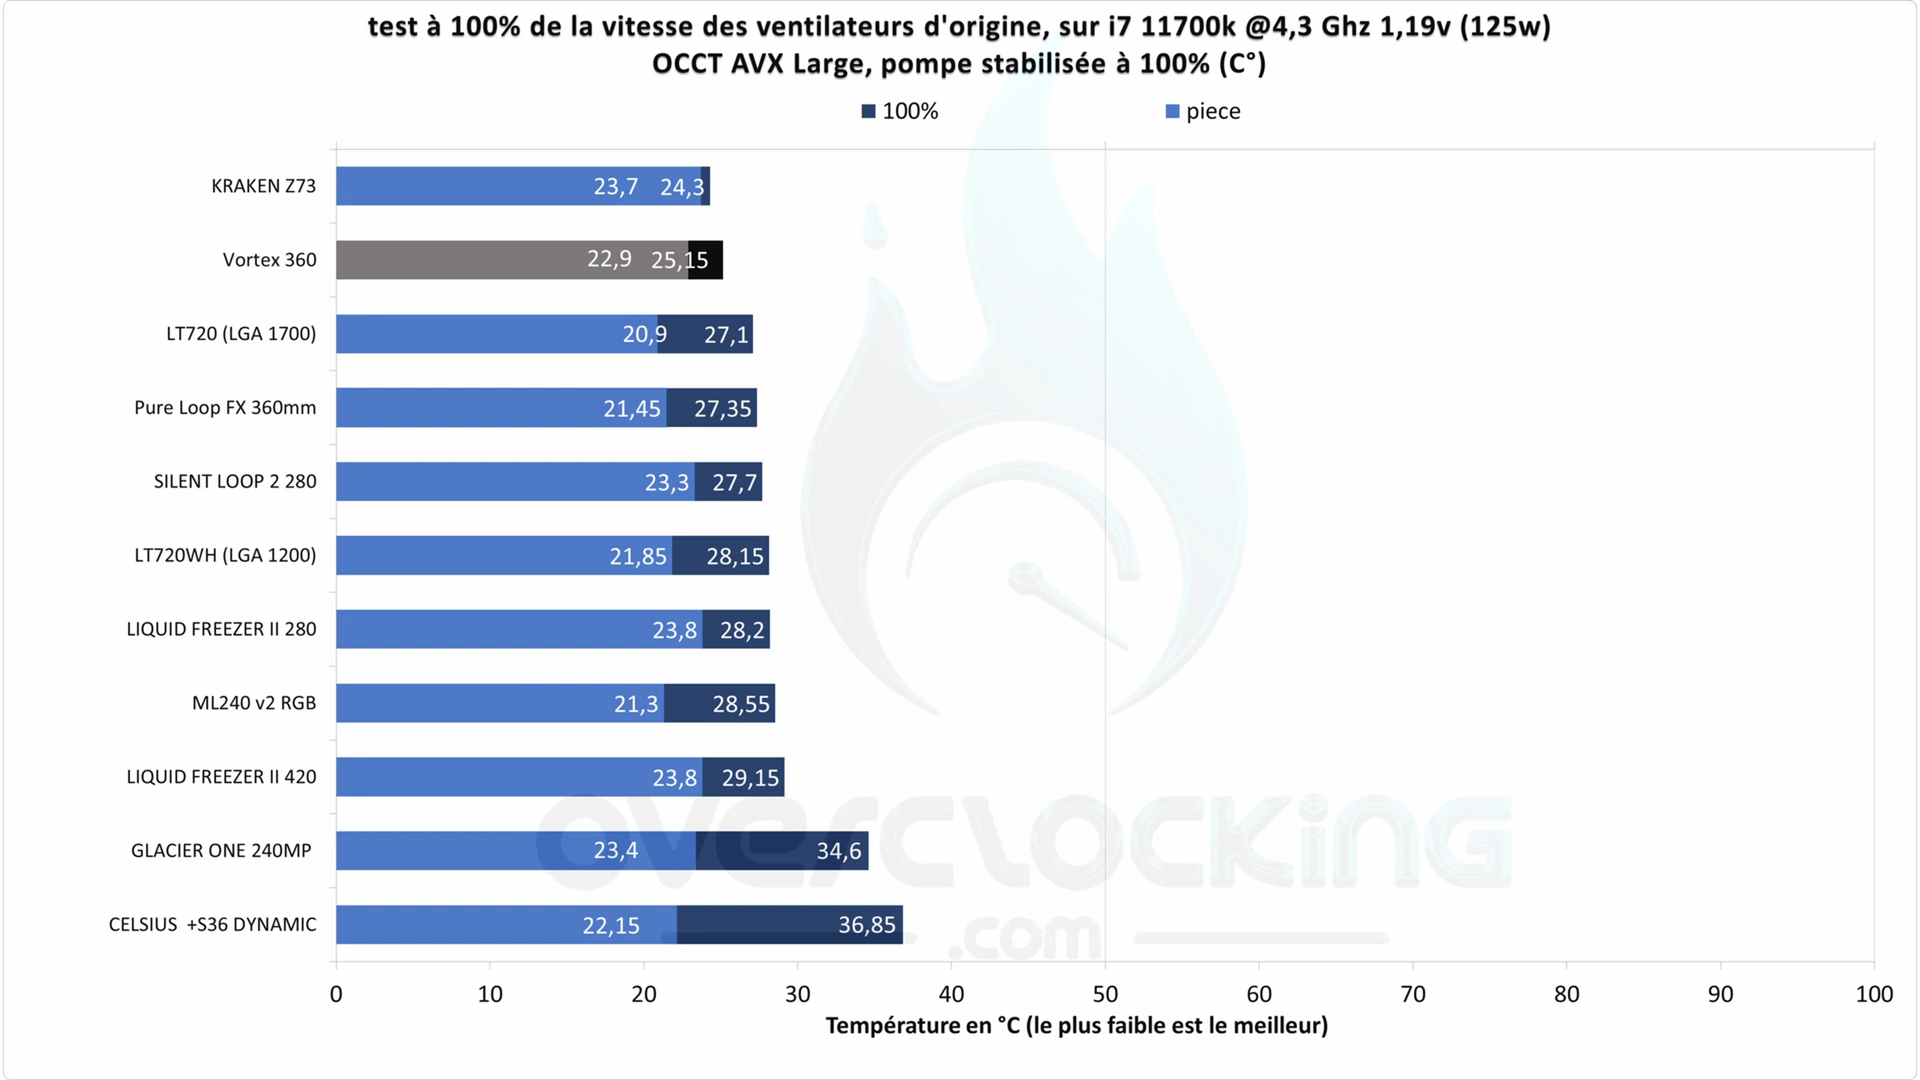 test à 100% de la vitesse des ventilateurs d'origine, sur i7 11700k @4,3 Ghz 1,19v (125w)
OCCT AVX Large, pompe stabilisée à 100% (C°)
100% piece
KRAKEN Z73 23,7 24,3
Vortex 360 22,9 25,15
LT720 (LGA 1700) 20,9 27,1
Pure Loop FX 360mm 21,45 27,35
SILENT LOOP 2 280 23,3 27,7
LT720WH (LGA 1200) 21,85 28,15
LIQUID FREEZER II 280 23,8 28,2
ML240 v2 RGB 21,3 28,55
LIQUID FREEZER II 420 23,8 29,15
GLACIER ONE 240MP 23,4 34,6
CELSIUS +S36 DYNAMIC 22,15 36,85
overclocking
.com
0 10 20 30 40 50 60 70 80 90 100
Température en °C (le plus faible est le meilleur)